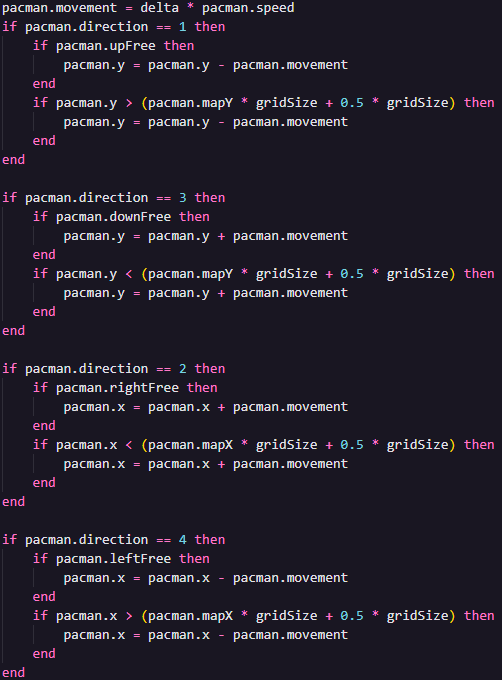 pacman.movement = delta * pacman.speed
if pacman.direction == 1 then
    if pacman.upFree then
        pacman.y = pacman.y - pacman.movement
    end
    if pacman.y > (pacman.mapY * gridSize + 0.5 * gridSize) then
        pacman.y = pacman.y - pacman.movement
    end
end

if pacman.direction == 3 then
    if pacman.downFree then
        pacman.y = pacman.y + pacman.movement
    end
    if pacman.y < (pacman.mapY * gridSize + 0.5 * gridSize) then
        pacman.y = pacman.y + pacman.movement
    end
end

if pacman.direction == 2 then
    if pacman.rightFree then
        pacman.x = pacman.x + pacman.movement
    end
    if pacman.x < (pacman.mapX * gridSize + 0.5 * gridSize) then
        pacman.x = pacman.x + pacman.movement
    end
end

if pacman.direction == 4 then
    if pacman.leftFree then
        pacman.x = pacman.x - pacman.movement
    end
    if pacman.x > (pacman.mapX * gridSize + 0.5 * gridSize) then
        pacman.x = pacman.x - pacman.movement
    end
end